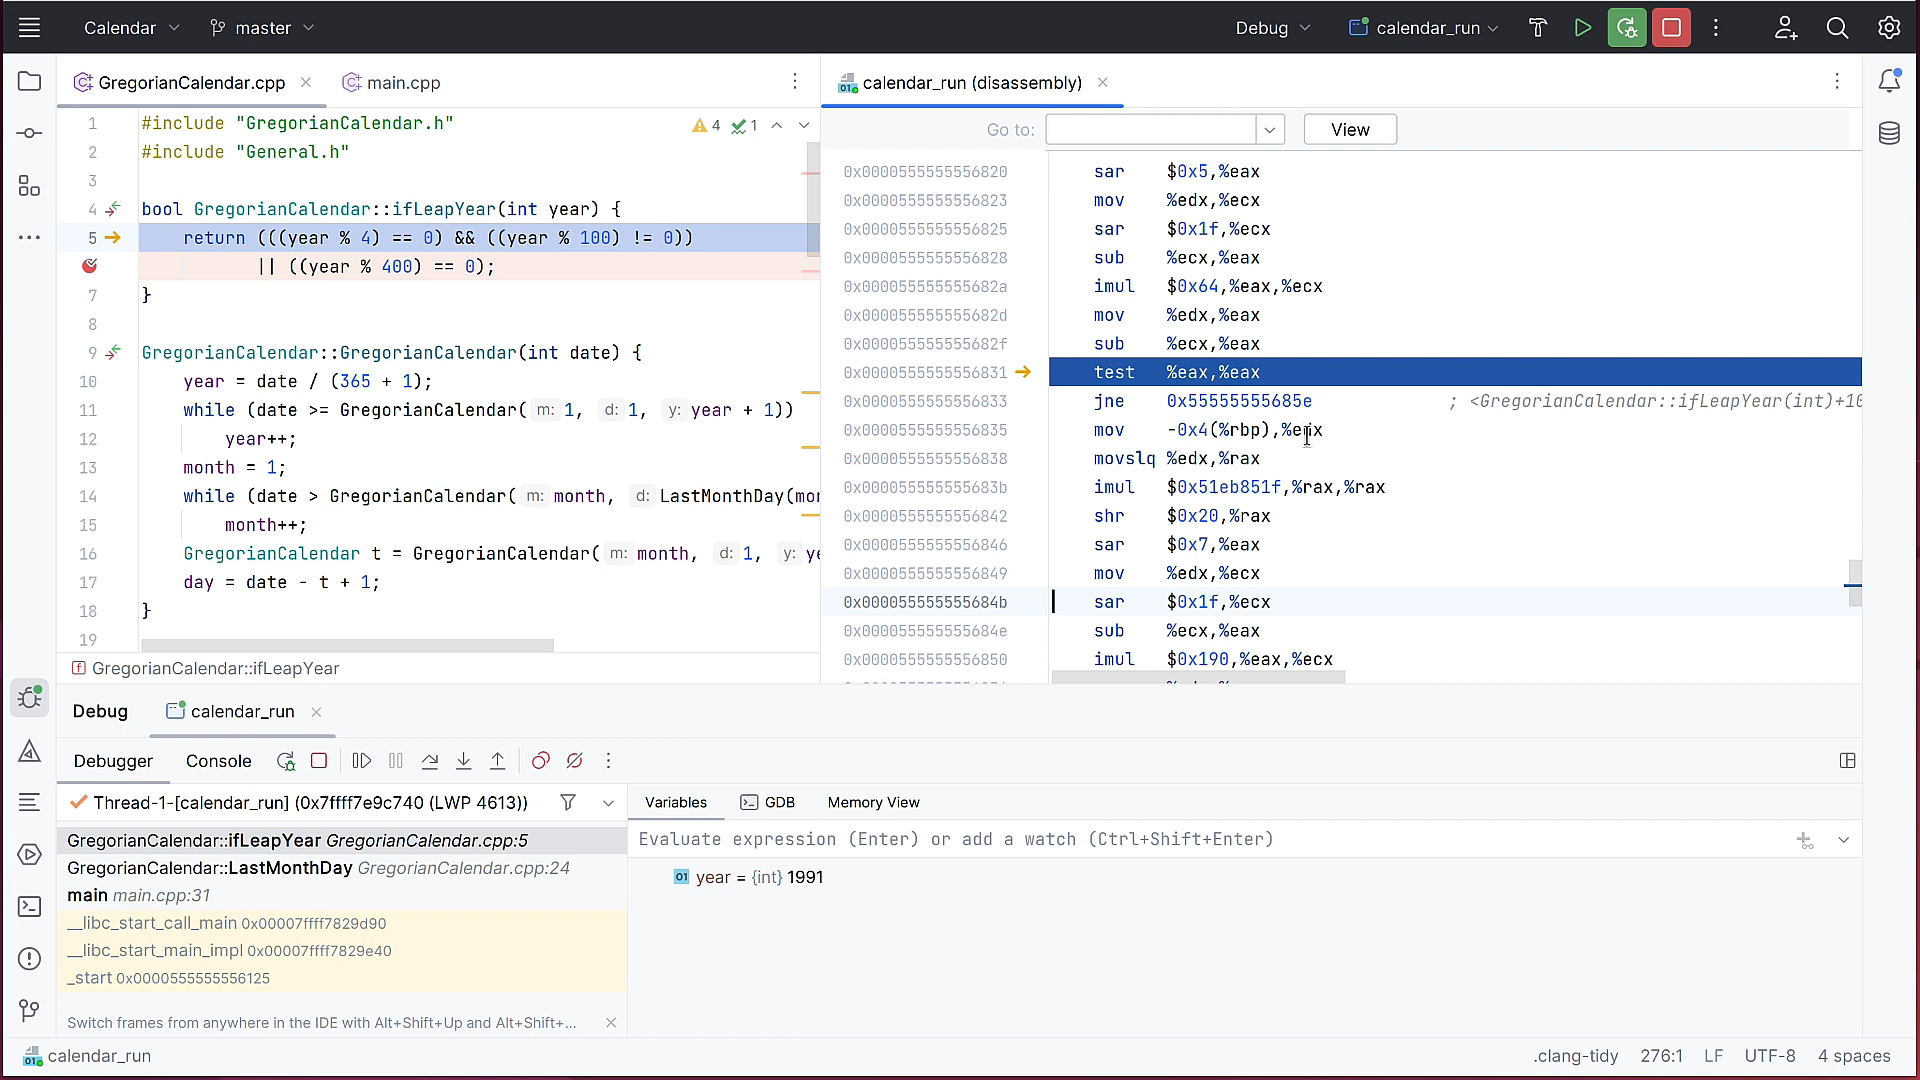 Calendar master Debug calendar_run
GregorianCalendar.cpp main.cpp
1 #include "GregorianCalendar.h" 4 1
2 #include "General.h"
3
4 bool GregorianCalendar::ifLeapYear(int year) {
5 return (((year % 4) == 0) && ((year % 100) != 0))
|| ((year % 400) == 0);
7 }
8
9 GregorianCalendar::GregorianCalendar(int date) {
10 year = date / (365 + 1);
11 while (date >= GregorianCalendar( m: 1, d: 1, y: year + 1))
12 year++;
13 month = 1;
14 while (date > GregorianCalendar( m: month, d: LastMonthDay(mo
15 month++;
16 GregorianCalendar t = GregorianCalendar( m: month, d: 1, y: ye
17 day = date - t + 1;
18 }
19
GregorianCalendar::ifLeapYear
calendar_run (disassembly)
Go to: View
0x0000555555556820 sar $0x5,%eax
0x0000555555556823 mov %edx,%ecx
0x0000555555556825 sar $0x1f,%ecx
0x0000555555556828 sub %ecx,%eax
0x000055555555682a imul $0x64,%eax,%ecx
0x000055555555682d mov %edx,%eax
0x000055555555682f sub %ecx,%eax
0x0000555555556831 test %eax,%eax
0x0000555555556833 jne 0x55555555685e ; <GregorianCalendar::ifLeapYear(int)+10
0x0000555555556835 mov -0x4(%rbp),
0x0000555555556838 movslq %edx,%rax
0x000055555555683b imul $0x51eb851f,%rax,%rax
0x0000555555556842 shr $0x20,%rax
0x0000555555556846 sar $0x7,%eax
0x0000555555556849 mov %edx,%ecx
0x000055555555684b sar $0x1f,%ecx
0x000055555555684e sub %ecx,%eax
0x0000555555556850 imul $0x190,%eax,%ecx
Debug calendar_run
Debugger Console
Thread-1-[calendar_run] (0x7ffff7e9c740 (LWP 4613))
GregorianCalendar::ifLeapYear GregorianCalendar.cpp:5
GregorianCalendar::LastMonthDay GregorianCalendar.cpp:24
main main.cpp:31
__libc_start_call_main 0x00007ffff7829d90
__libc_start_main_impl 0x00007ffff7829e40
_start 0x0000555555556125
Switch frames from anywhere in the IDE with Alt+Shift+Up and Alt+Shift+...
Variables GDB Memory View
Evaluate expression (Enter) or add a watch (Ctrl+Shift+Enter)
01 year = {int} 1991
calendar_run .clang-tidy 276:1 LF UTF-8 4 spaces